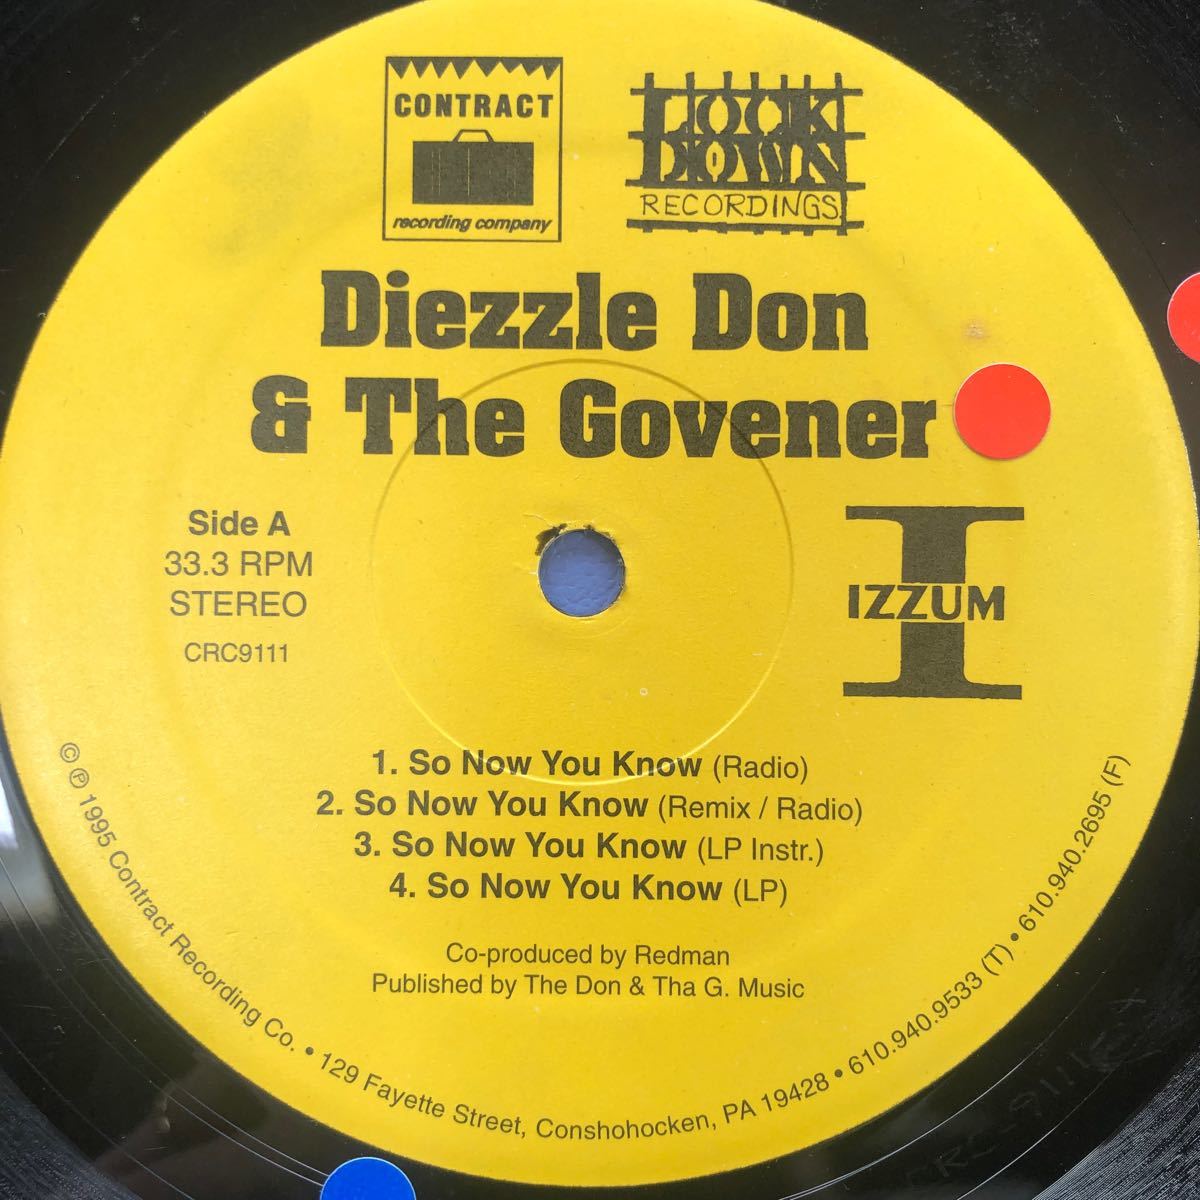 CONTRACT
recording company
LOCK
DOWN
RECORDINGS
Diezzle Don
& The Govener
Side A
33.3 RPM
STEREO
CRC9111
I
IZZUM
1. So Now You Know (Radio)
2. So Now You Know (Remix / Radio)
3. So Now You Know (LP Instr.)
4. So Now You Know (LP)
Co-produced by Redman
Published by The Don & Tha G. Music
© ℗ 1995 Contract Recording Co. • 129 Fayette Street, Conshohocken, PA 19428 • 610.940.9533 (T) • 610.940.2695 (F)